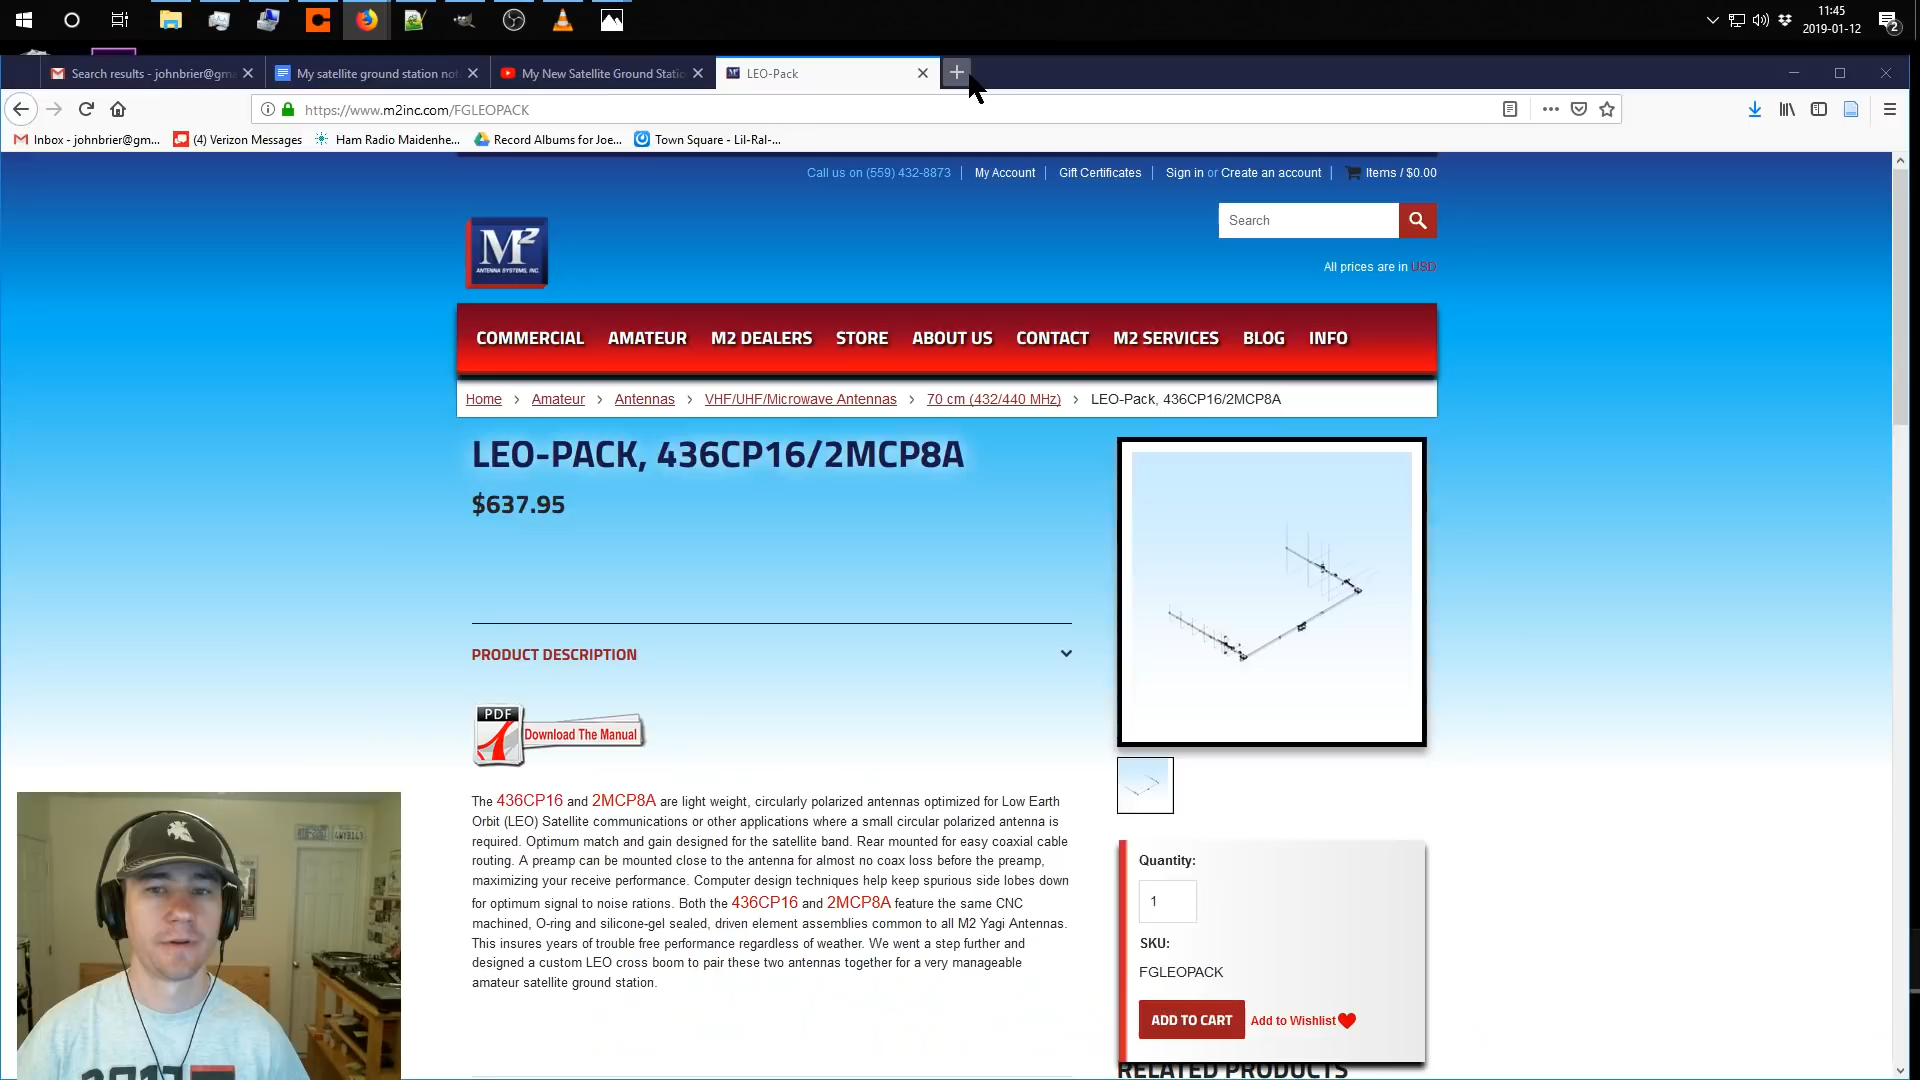 11:45
2019-01-12
2
Search results - johnbrier@gma
My satellite ground station not
My New Satellite Ground Statio
LEO-Pack
https://www.m2inc.com/FGLEOPACK
Inbox - johnbrier@gm...
(4) Verizon Messages
Ham Radio Maidenhe...
Record Albums for Joe...
Town Square - Lil-Ral-...
Call us on (559) 432-8873
My Account
Gift Certificates
Sign in or Create an account
Items / $0.00
Search
M2
ANTENNA SYSTEMS, INC.
All prices are in USD
COMMERCIAL AMATEUR M2 DEALERS STORE ABOUT US CONTACT M2 SERVICES BLOG INFO
Home > Amateur > Antennas > VHF/UHF/Microwave Antennas > 70 cm (432/440 MHz) > LEO-Pack, 436CP16/2MCP8A
LEO-PACK, 436CP16/2MCP8A
$637.95
PRODUCT DESCRIPTION
PDF
Download The Manual
The 436CP16 and 2MCP8A are light weight, circularly polarized antennas optimized for Low Earth
Orbit (LEO) Satellite communications or other applications where a small circular polarized antenna is
required. Optimum match and gain designed for the satellite band. Rear mounted for easy coaxial cable
routing. A preamp can be mounted close to the antenna for almost no coax loss before the preamp,
maximizing your receive performance. Computer design techniques help keep spurious side lobes down
for optimum signal to noise rations. Both the 436CP16 and 2MCP8A feature the same CNC
machined, O-ring and silicone-gel sealed, driven element assemblies common to all M2 Yagi Antennas.
This insures years of trouble free performance regardless of weather. We went a step further and
designed a custom LEO cross boom to pair these two antennas together for a very manageable
amateur satellite ground station.
Quantity:
1
SKU:
FGLEOPACK
ADD TO CART
Add to Wishlist
RELATED PRODUCTS